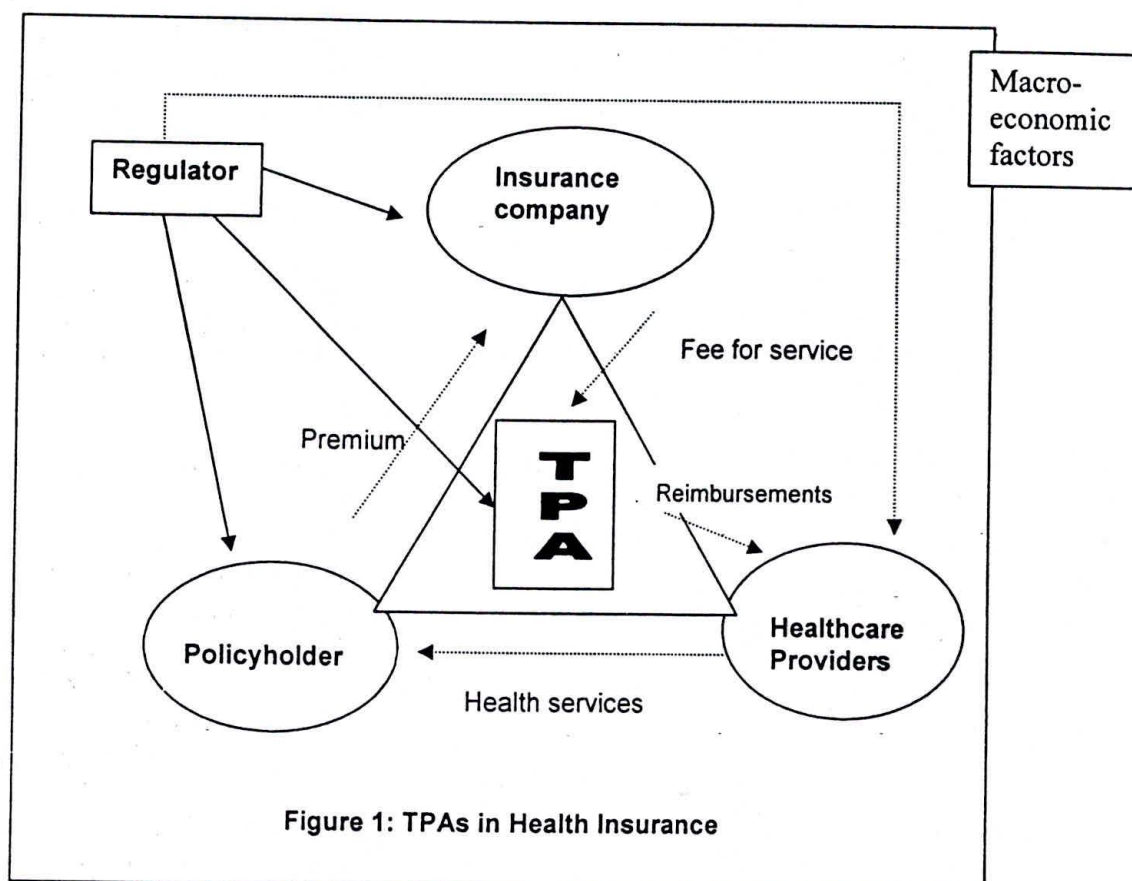 Macro-
economic
factors
Regulator
Insurance
company
Fee for service
Premium
T
P
A
Reimbursements
Policyholder
Healthcare
Providers
Health services
Figure 1: TPAs in Health Insurance